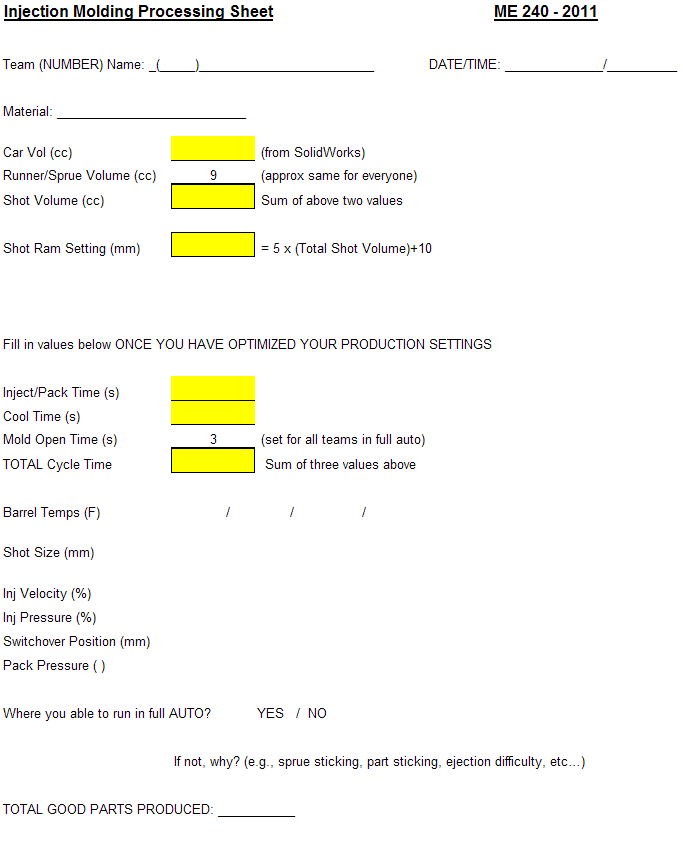 Injection Molding Processing Sheet ME 240 - 2011
Team (NUMBER) Name: _(_____)________________________ DATE/TIME: ______________/__________
Material: ___________________________
Car Vol (cc) (from SolidWorks)
Runner/Sprue Volume (cc) 9 (approx same for everyone)
Shot Volume (cc) Sum of above two values
Shot Ram Setting (mm) = 5 x (Total Shot Volume)+10
Fill in values below ONCE YOU HAVE OPTIMIZED YOUR PRODUCTION SETTINGS
Inject/Pack Time (s)
Cool Time (s)
Mold Open Time (s) 3 (set for all teams in full auto)
TOTAL Cycle Time Sum of three values above
Barrel Temps (F) / / /
Shot Size (mm)
Inj Velocity (%)
Inj Pressure (%)
Switchover Position (mm)
Pack Pressure ( )
Where you able to run in full AUTO? YES / NO
If not, why? (e.g., sprue sticking, part sticking, ejection difficulty, etc...)
TOTAL GOOD PARTS PRODUCED: ___________